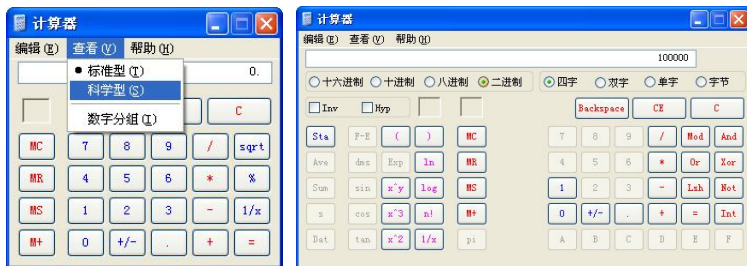 计算器
编辑(E) 查看(V) 帮助(H)
0.
● 标准型(T)
科学型(S)
数字分组(I)
C
MC 7 8 9 / sqrt
MR 4 5 6 * %
MS 1 2 3 - 1/x
M+ 0 +/- . + =
计算器
编辑(E) 查看(V) 帮助(H)
100000
十六进制 十进制 八进制 二进制 四字 双字 单字 字节
Inv Hyp Backspace CE C
Sta F-E ( ) MC 7 8 9 / Mod And
Ave dms Exp ln MR 4 5 6 * Or Xor
Sum sin x^y log MS 1 2 3 - Lsh Not
s cos x^3 n! M+ 0 +/- . + = Int
Dat tan x^2 1/x pi A B C D E F